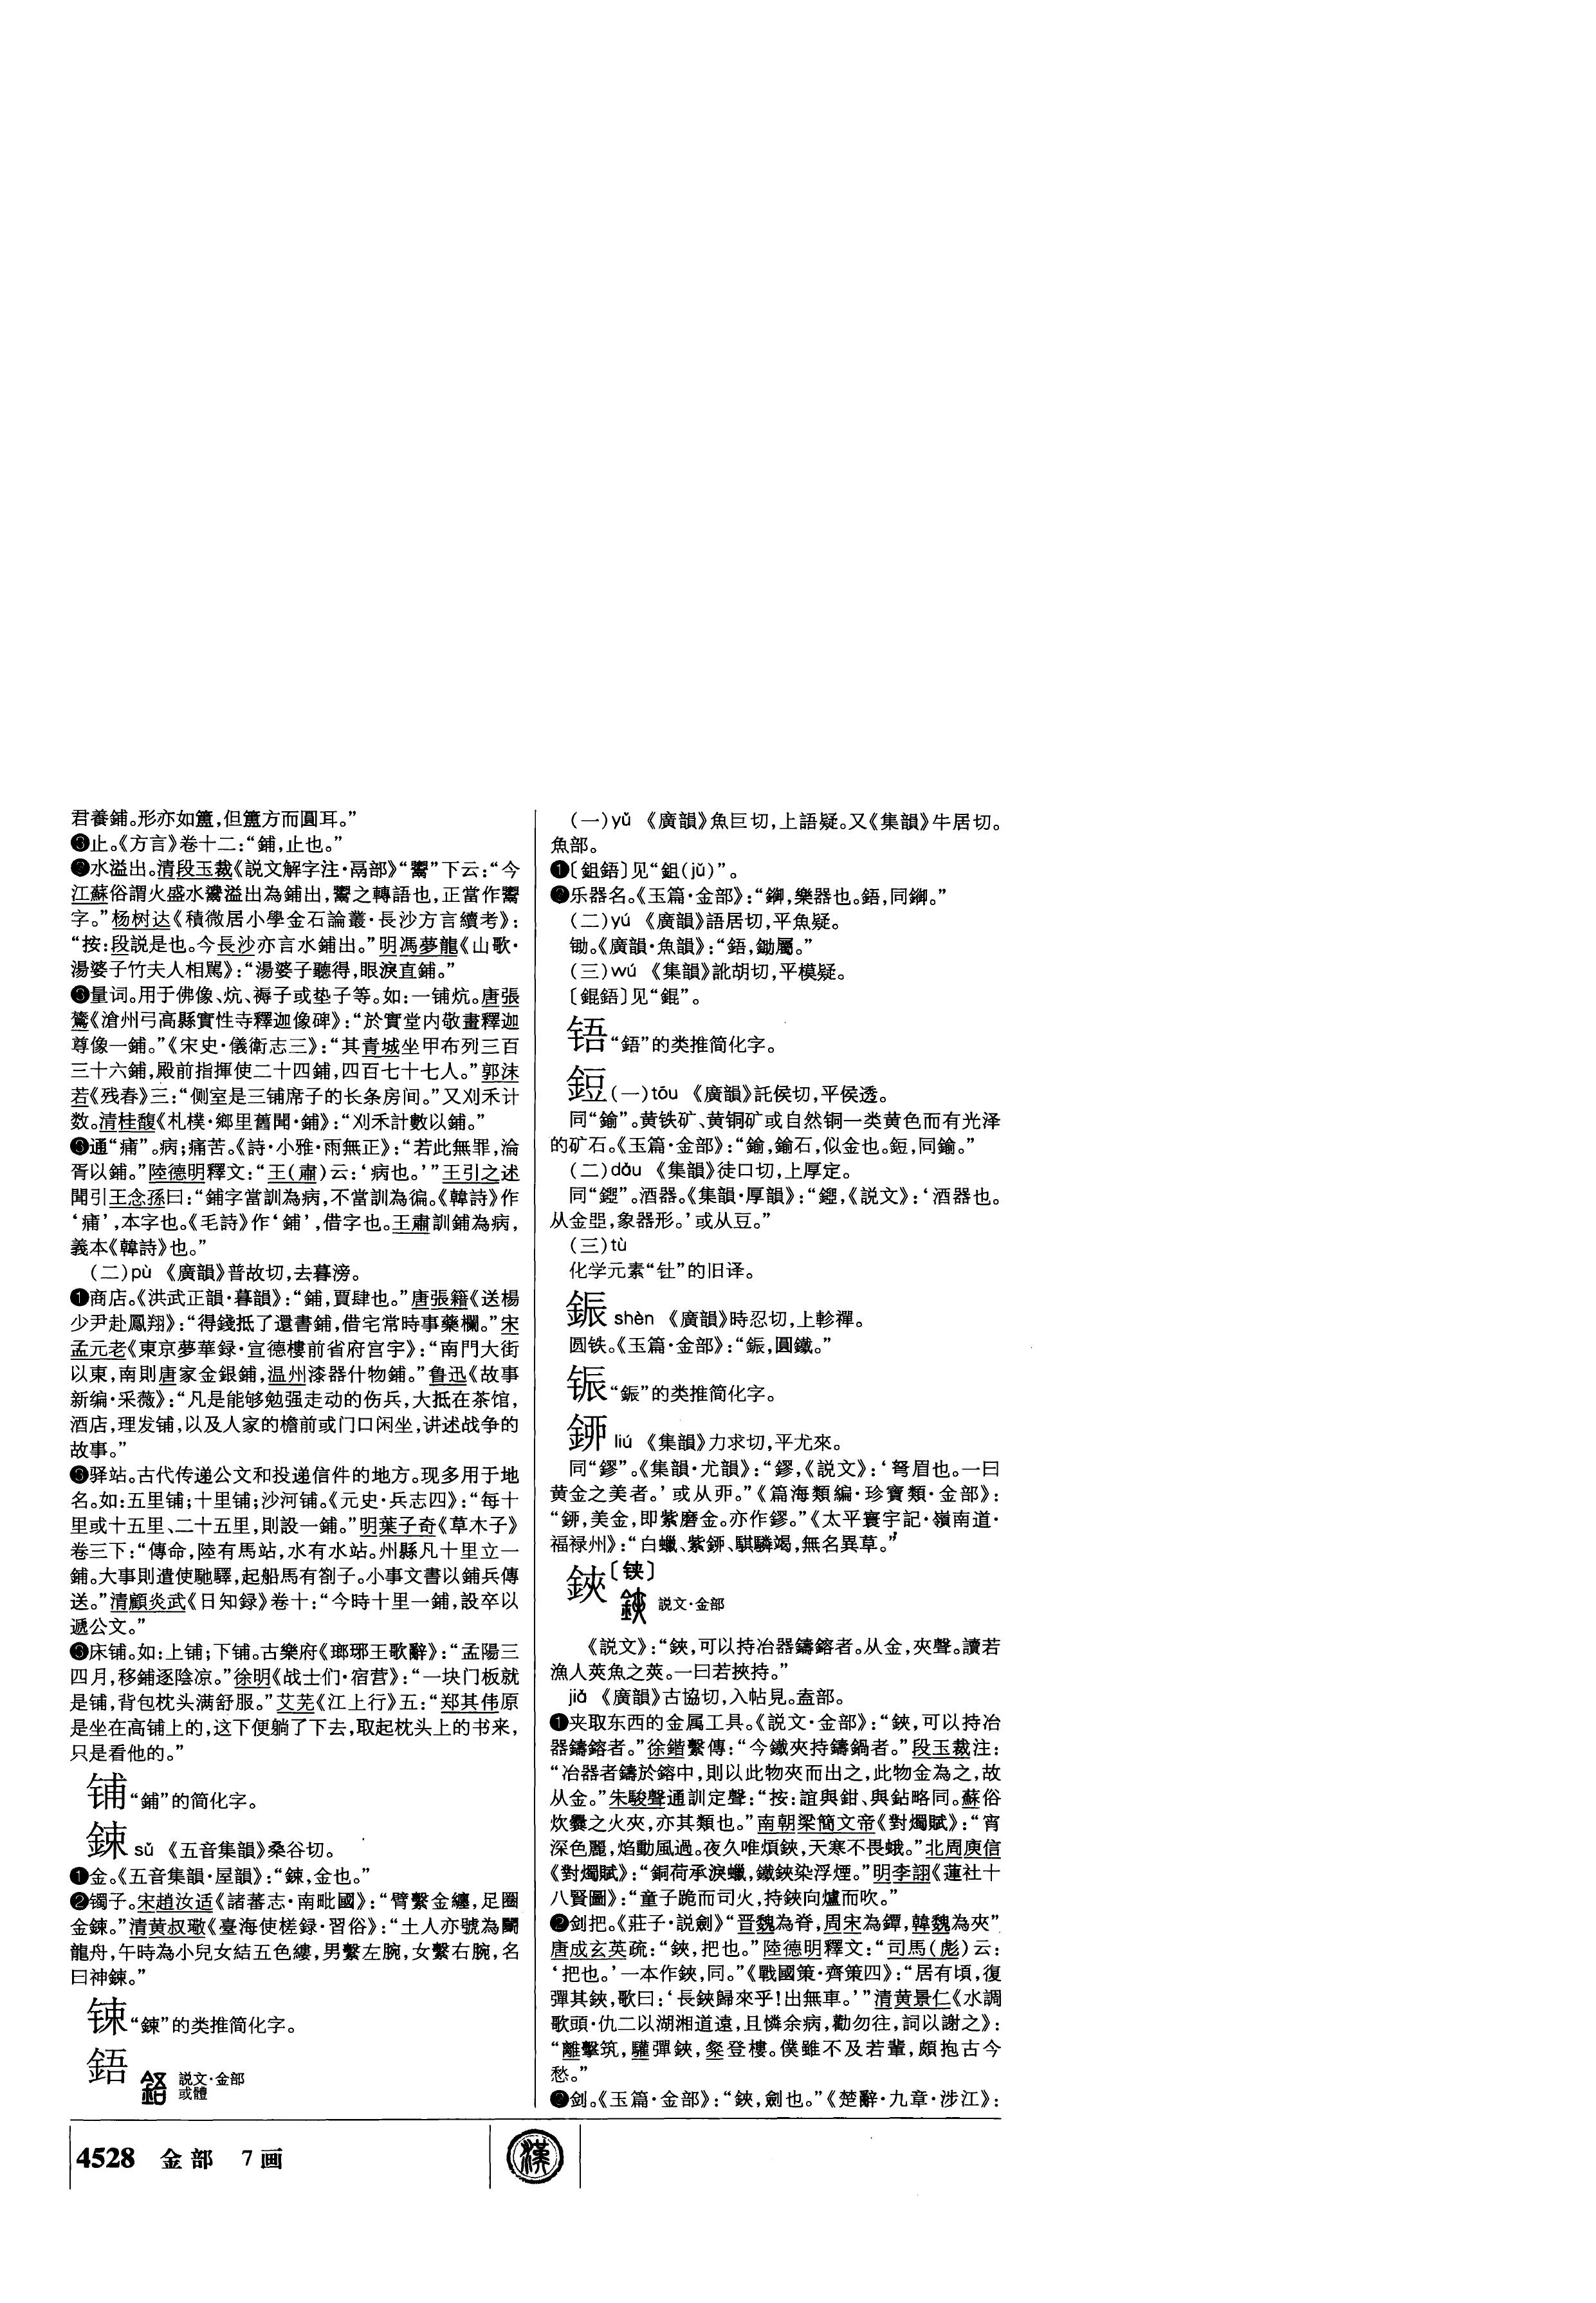 君養鋪。形亦如簠，但簠方而圓耳。”
止。《方言》卷十二：“鋪，止也。”
水溢出。清段玉裁《説文解字注·鬲部》“鬻”下云：“今
江蘇俗謂火盛水灒溢出為鋪出，鬻之轉語也，正當作鬻
字。”杨树达《積微居小學金石論叢·長沙方言續考》：
“按：段説是也。今長沙亦言水鋪出。”明馮夢龍《山歌·
湯婆子竹夫人相駡》：“湯婆子聽得，眼淚直鋪。”
量词。用于佛像、炕、褥子或垫子等。如：一铺炕。唐張
鷟《滄州弓高縣實性寺釋迦像碑》：“於實堂内敬畫釋迦
尊像一鋪。”《宋史·儀衛志三》：“其青城坐甲布列三百
三十六鋪，殿前指揮使二十四鋪，四百七十七人。”郭沫
若《残春》三：“侧室是三铺席子的长条房间。”又刈禾计
数。清桂馥《札樸·鄉里舊聞·鋪》：“刈禾計數以鋪。”
通“痡”。病；痛苦。《詩·小雅·雨無正》：“若此無罪，淪
胥以鋪。”陸德明釋文：“王（肅）云：‘病也。’”王引之述
聞引王念孫曰：“鋪字當訓為病，不當訓為徧。《韓詩》作
‘痡’，本字也。《毛詩》作‘鋪’，借字也。王肅訓鋪為病，
義本《韓詩》也。”
（二）pù 《廣韻》普故切，去暮滂。
❶商店。《洪武正韻·暮韻》：“鋪，賈肆也。”唐張籍《送楊
少尹赴鳳翔》：“得錢抵了還書鋪，借宅常時事藥欄。”宋
孟元老《東京夢華録·宣德樓前省府宫宇》：“南門大街
以東，南則唐家金銀鋪，温州漆器什物鋪。”鲁迅《故事
新编·采薇》：“凡是能够勉强走动的伤兵，大抵在茶馆，
酒店，理发铺，以及人家的檐前或门口闲坐，讲述战争的
故事。”
驿站。古代传递公文和投递信件的地方。现多用于地
名。如：五里铺；十里铺；沙河铺。《元史·兵志四》：“每十
里或十五里、二十五里，則設一鋪。”明葉子奇《草木子》
卷三下：“傳命，陸有馬站，水有水站。州縣凡十里立一
鋪。大事則遣使馳驛，起船馬有劄子。小事文書以鋪兵傳
送。”清顧炎武《日知録》卷十：“今時十里一鋪，設卒以
遞公文。”
床铺。如：上铺；下铺。古樂府《瑯琊王歌辭》：“孟陽三
四月，移鋪逐陰凉。”徐明《战士们·宿营》：“一块门板就
是铺，背包枕头满舒服。”艾芜《江上行》五：“郑其伟原
是坐在高铺上的，这下便躺了下去，取起枕头上的书来，
只是看他的。”
铺“鋪”的简化字。
鋉 sǔ 《五音集韻》桑谷切。
❶金。《五音集韻·屋韻》：“鋉，金也。”
❷镯子。宋趙汝适《諸蕃志·南毗國》：“臂繫金纏，足圈
金鋉。”清黄叔璥《臺海使槎録·習俗》：“土人亦號為鬭
龍舟，午時為小兒女結五色縷，男繫左腕，女繫右腕，名
曰神鋉。”
𫓩“鋉”的类推简化字。
鋙 説文·金部
或體
（一）yǔ 《廣韻》魚巨切，上語疑。又《集韻》牛居切。
魚部。
❶〔鉏鋙〕见“鉏（jǔ）”。
❷乐器名。《玉篇·金部》：“鋤，樂器也。鋙，同鋤。”
（二）yú 《廣韻》語居切，平魚疑。
锄。《廣韻·魚韻》：“鋙，鋤屬。”
（三）wú 《集韻》訛胡切，平模疑。
〔錕鋙〕见“錕”。
铻“鋙”的类推简化字。
鋀（一）tōu 《廣韻》託侯切，平侯透。
同“鍮”。黄铁矿、黄铜矿或自然铜一类黄色而有光泽
的矿石。《玉篇·金部》：“鍮，鍮石，似金也。鋀，同鍮。”
（二）dǒu 《集韻》徒口切，上厚定。
同“鋞”。酒器。《集韻·厚韻》：“，《説文》：‘酒器也。
从金，象器形。’或从豆。”
（三）tù
化学元素“钍”的旧译。
鋠 shèn 《廣韻》時忍切，上軫禪。
圆铁。《玉篇·金部》：“鋠，圓鐵。”
“鋠”的类推简化字。
鋣 liú 《集韻》力求切，平尤來。
同“鏐”。《集韻·尤韻》：“鏐，《説文》：‘弩眉也。一曰
黄金之美者。’或从丣。”《篇海類編·珍寶類·金部》：
“，美金，即紫磨金。亦作鏐。”《太平寰宇記·嶺南道·
福禄州》：“白蠟、紫、騏驎竭，無名異草。”
鋏〔铗〕
説文·金部
《説文》：“鋏，可以持冶器鑄鎔者。从金，夾聲。讀若
漁人莢魚之莢。一曰若挾持。”
jiá 《廣韻》古協切，入帖見。盍部。
❶夹取东西的金属工具。《説文·金部》：“鋏，可以持冶
器鑄鎔者。”徐鍇繫傳：“今鐵夾持鑄鍋者。”段玉裁注：
“冶器者鑄於鎔中，則以此物夾而出之，此物金為之，故
从金。”朱駿聲通訓定聲：“按：誼與鉗、與鉆略同。蘇俗
炊爨之火夾，亦其類也。”南朝梁簡文帝《對燭賦》：“宵
深色麗，焰動風過。夜久唯煩鋏，天寒不畏蛾。”北周庾信
《對燭賦》：“銅荷承淚蠟，鐵鋏染浮煙。”明李詡《蓮社十
八賢圖》：“童子跪而司火，持鋏向爐而吹。”
❷剑把。《莊子·説劍》“晋魏為脊，周宋為鐔，韓魏為夾”
唐成玄英疏：“鋏，把也。”陸德明釋文：“司馬（彪）云：
‘把也。’一本作鋏，同。”《戰國策·齊策四》：“居有頃，復
彈其鋏，歌曰：‘長鋏歸來乎！出無車。’”清黄景仁《水調
歌頭·仇二以湖湘道遠，且憐余病，勸勿往，詞以謝之》：
“離擊筑，驩彈鋏，粲登樓。僕雖不及若輩，頗抱古今
愁。”
剑。《玉篇·金部》：“鋏，劍也。”《楚辭·九章·涉江》：
4528 金部 7画
漢